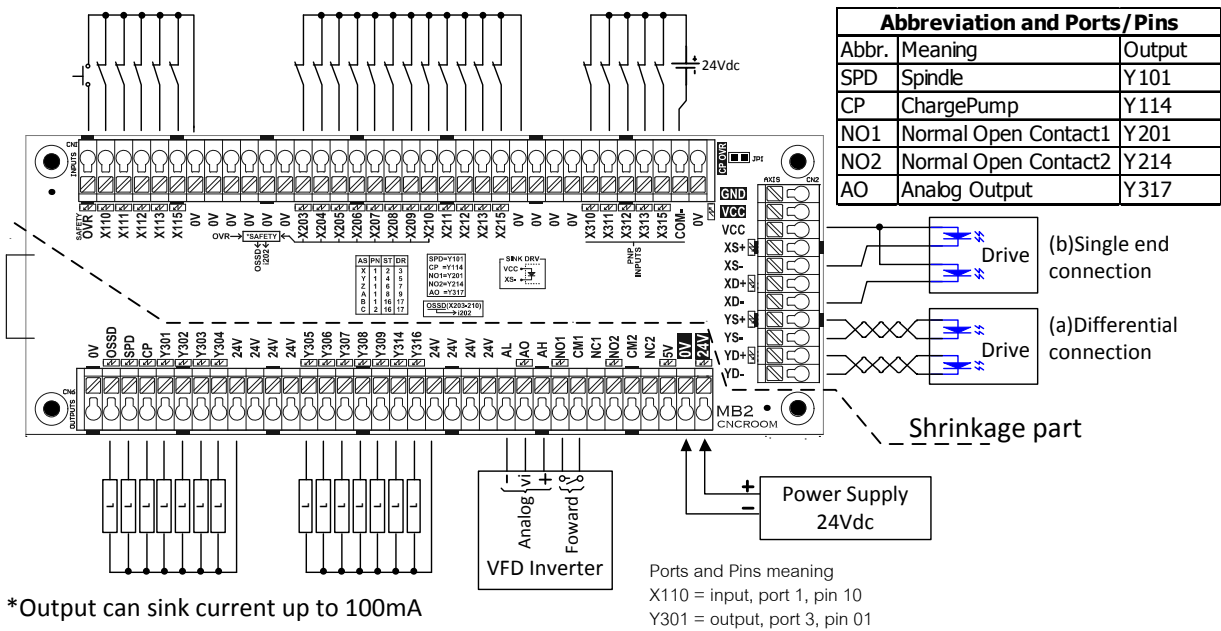 24Vdc
CN1
INPUTS
CP OVR
JP1
SAFETY
OVR
X110
X111
X112
X113
X115
0V
0V
0V
0V
0V
0V
X203
X204
X205
X206
X207
X208
X209
X210
X211
X212
X213
X215
0V
0V
0V
0V
X310
X311
X312
X313
X315
COM-
0V
OVR
*SAFETY
OSSD
i202
PNP
INPUTS
AS PN ST DR
X 1 2 3
Y 1 4 5
Z 1 6 7
A 1 8 9
B 1 16 17
C 2 16 17
SPD=Y101
CP =Y114
NO1=Y201
NO2=Y214
AO =Y317
OSSD(X203•210)
i202
SINK DRV
VCC
XS-
AXIS
CN2
GND
VCC
VCC
XS+
XS-
XD+
XD-
YS+
YS-
YD+
YD-
Abbreviation and Ports/Pins
Abbr. Meaning Output
SPD Spindle Y101
CP ChargePump Y114
NO1 Normal Open Contact1 Y201
NO2 Normal Open Contact2 Y214
AO Analog Output Y317
Drive
(b)Single end
connection
Drive
(a)Differential
connection
0V
OSSD
SPD
CP
Y301
Y302
Y303
Y304
24V
24V
24V
24V
Y305
Y306
Y307
Y308
Y309
Y314
Y316
24V
24V
24V
24V
AL
AO
AH
NO1
CM1
NC1
NO2
CM2
NC2
5V
0V
24V
CN6
OUTPUTS
MB2
CNCROOM
Shrinkage part
L
L
L
L
L
L
L
L
L
L
L
L
L
L
- vi +
Analog
Foward
VFD Inverter
+
-
Power Supply
24Vdc
*Output can sink current up to 100mA
Ports and Pins meaning
X110 = input, port 1, pin 10
Y301 = output, port 3, pin 01